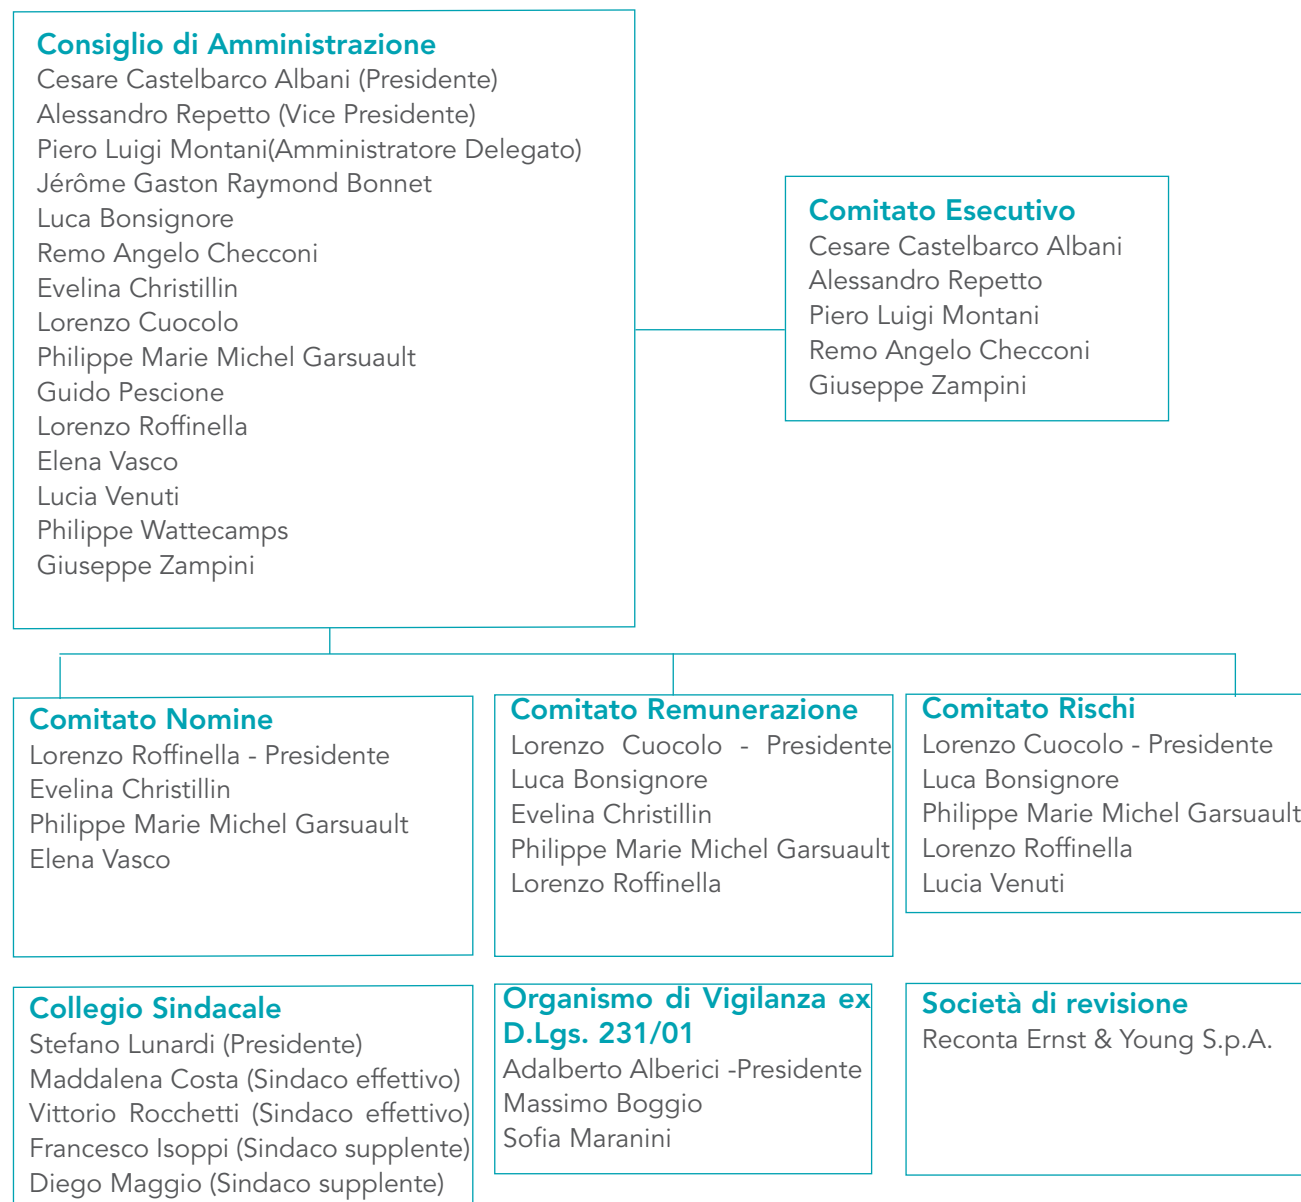 Consiglio di Amministrazione
Cesare Castelbarco Albani (Presidente)
Alessandro Repetto (Vice Presidente)
Piero Luigi Montani(Amministratore Delegato)
Jérôme Gaston Raymond Bonnet
Luca Bonsignore
Remo Angelo Checconi
Evelina Christillin
Lorenzo Cuocolo
Philippe Marie Michel Garsuault
Guido Pescione
Lorenzo Roffinella
Elena Vasco
Lucia Venuti
Philippe Wattecamps
Giuseppe Zampini
Comitato Esecutivo
Cesare Castelbarco Albani
Alessandro Repetto
Piero Luigi Montani
Remo Angelo Checconi
Giuseppe Zampini
Comitato Nomine
Lorenzo Roffinella - Presidente
Evelina Christillin
Philippe Marie Michel Garsuault
Elena Vasco
Comitato Remunerazione
Lorenzo Cuocolo - Presidente
Luca Bonsignore
Evelina Christillin
Philippe Marie Michel Garsuault
Lorenzo Roffinella
Comitato Rischi
Lorenzo Cuocolo - Presidente
Luca Bonsignore
Philippe Marie Michel Garsuault
Lorenzo Roffinella
Lucia Venuti
Collegio Sindacale
Stefano Lunardi (Presidente)
Maddalena Costa (Sindaco effettivo)
Vittorio Rocchetti (Sindaco effettivo)
Francesco Isoppi (Sindaco supplente)
Diego Maggio (Sindaco supplente)
Organismo di Vigilanza ex
D.Lgs. 231/01
Adalberto Alberici -Presidente
Massimo Boggio
Sofia Maranini
Società di revisione
Reconta Ernst & Young S.p.A.